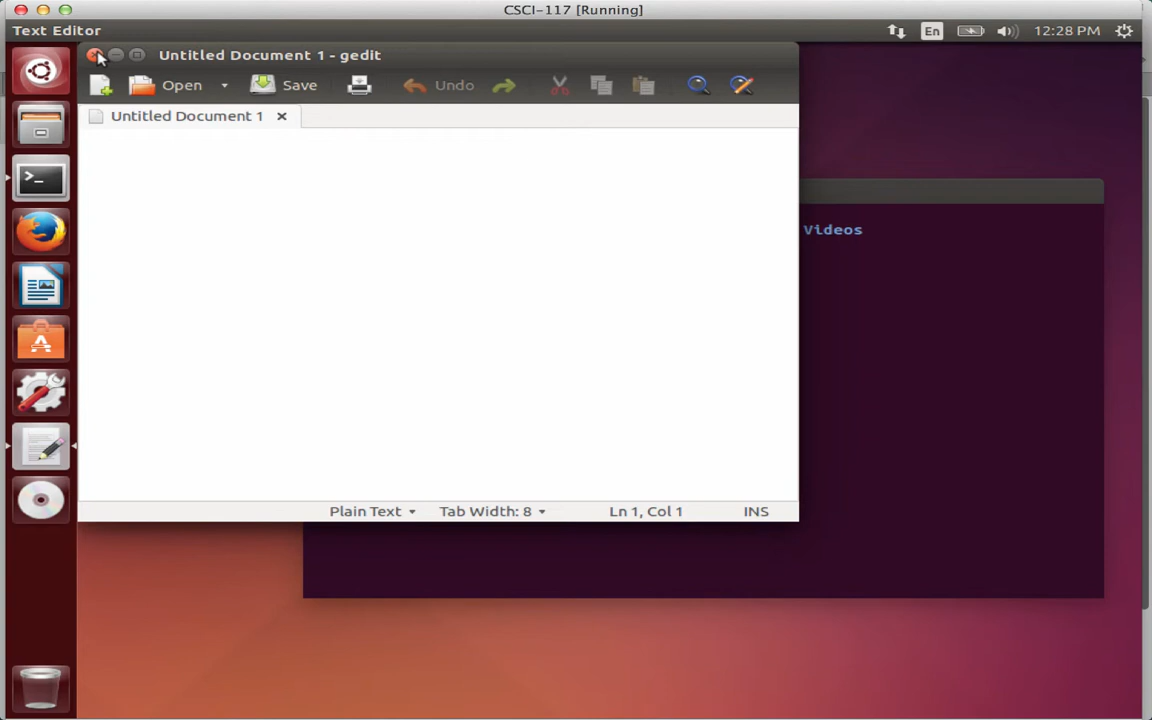 CSCI-117 [Running]
Text Editor
En
12:28 PM
Untitled Document 1 - gedit
Open
Save
Undo
Untitled Document 1
Videos
Plain Text
Tab Width: 8
Ln 1, Col 1
INS